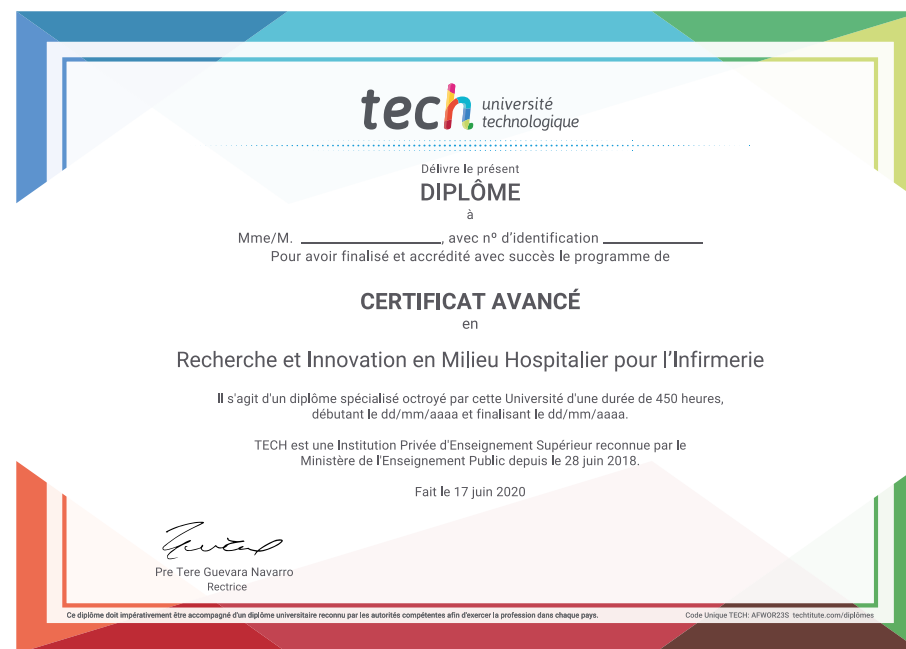 tech université
technologique
Délivre le présent
DIPLÔME
à
Mme/M. ____________________, avec nº d'identification ______________
Pour avoir finalisé et accrédité avec succès le programme de
CERTIFICAT AVANCÉ
en
Recherche et Innovation en Milieu Hospitalier pour l'Infirmerie
Il s'agit d'un diplôme spécialisé octroyé par cette Université d'une durée de 450 heures,
débutant le dd/mm/aaaa et finalisant le dd/mm/aaaa.
TECH est une Institution Privée d'Enseignement Supérieur reconnue par le
Ministère de l'Enseignement Public depuis le 28 juin 2018.
Fait le 17 juin 2020
Pre Tere Guevara Navarro
Rectrice
Ce diplôme doit impérativement être accompagné d'un diplôme universitaire reconnu par les autorités compétentes afin d'exercer la profession dans chaque pays.
Code Unique TECH: AFWOR23S techtitute.com/diplômes